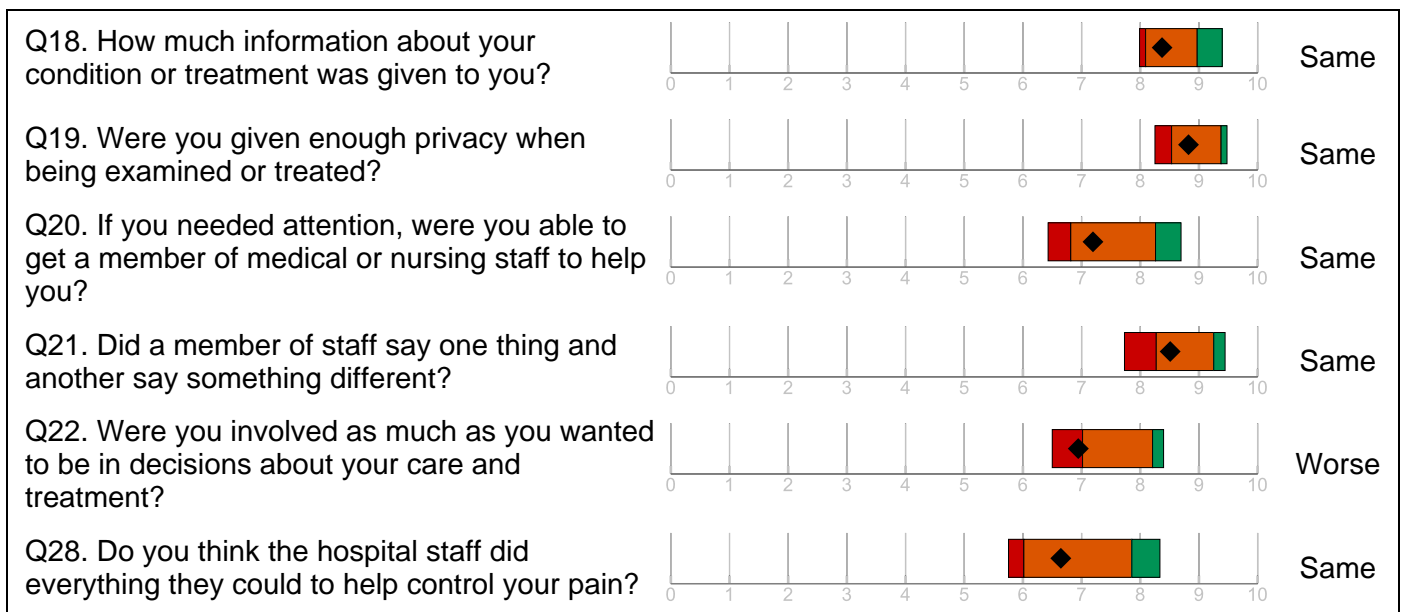 Q18. How much information about your
condition or treatment was given to you?
0 1 2 3 4 5 6 7 8 9 10
Same
Q19. Were you given enough privacy when
being examined or treated?
0 1 2 3 4 5 6 7 8 9 10
Same
Q20. If you needed attention, were you able to
get a member of medical or nursing staff to help
you?
0 1 2 3 4 5 6 7 8 9 10
Same
Q21. Did a member of staff say one thing and
another say something different?
0 1 2 3 4 5 6 7 8 9 10
Same
Q22. Were you involved as much as you wanted
to be in decisions about your care and
treatment?
0 1 2 3 4 5 6 7 8 9 10
Worse
Q28. Do you think the hospital staff did
everything they could to help control your pain?
0 1 2 3 4 5 6 7 8 9 10
Same